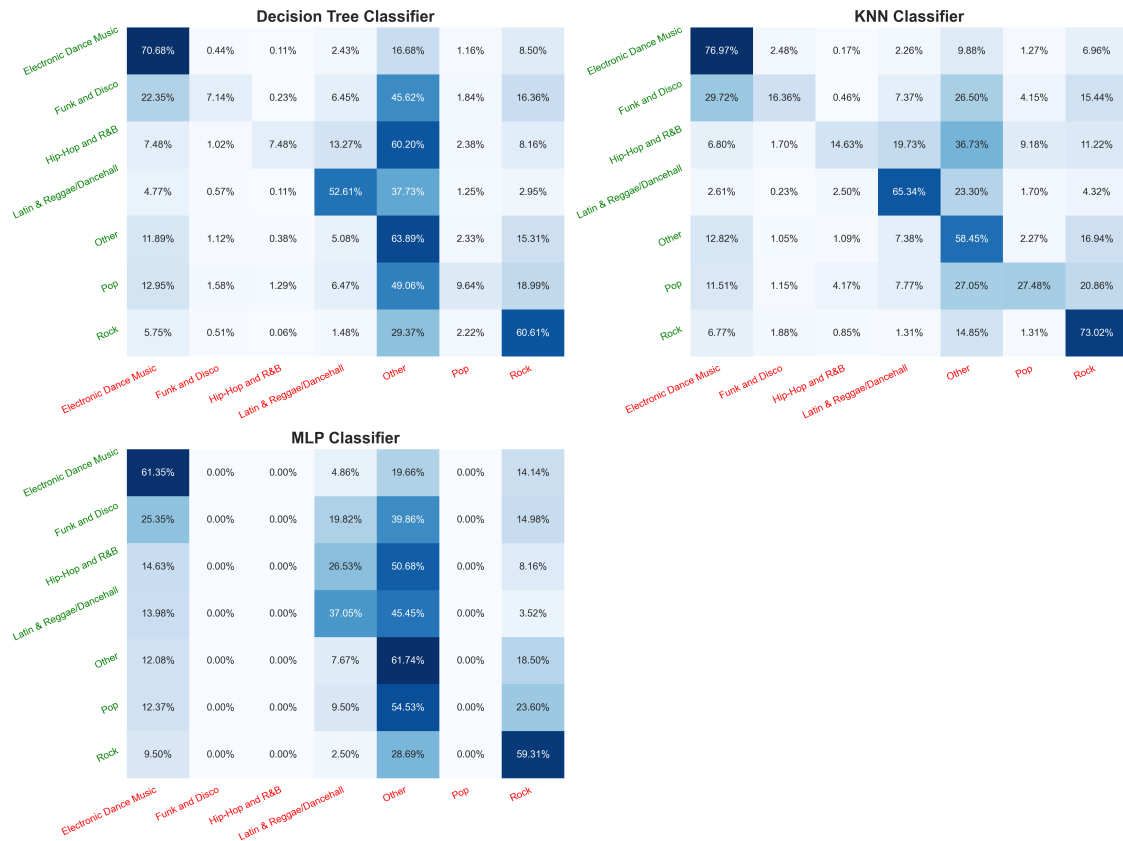 Decision Tree Classifier
Electronic Dance Music 70.68% 0.44% 0.11% 2.43% 16.68% 1.16% 8.50%
Funk and Disco 22.35% 7.14% 0.23% 6.45% 45.62% 1.84% 16.36%
Hip-Hop and R&B 7.48% 1.02% 7.48% 13.27% 60.20% 2.38% 8.16%
Latin & Reggae/Dancehall 4.77% 0.57% 0.11% 52.61% 37.73% 1.25% 2.95%
Other 11.89% 1.12% 0.38% 5.08% 63.89% 2.33% 15.31%
Pop 12.95% 1.58% 1.29% 6.47% 49.06% 9.64% 18.99%
Rock 5.75% 0.51% 0.06% 1.48% 29.37% 2.22% 60.61%
Electronic Dance Music Funk and Disco Hip-Hop and R&B Latin & Reggae/Dancehall Other Pop Rock
KNN Classifier
Electronic Dance Music 76.97% 2.48% 0.17% 2.26% 9.88% 1.27% 6.96%
Funk and Disco 29.72% 16.36% 0.46% 7.37% 26.50% 4.15% 15.44%
Hip-Hop and R&B 6.80% 1.70% 14.63% 19.73% 36.73% 9.18% 11.22%
Latin & Reggae/Dancehall 2.61% 0.23% 2.50% 65.34% 23.30% 1.70% 4.32%
Other 12.82% 1.05% 1.09% 7.38% 58.45% 2.27% 16.94%
Pop 11.51% 1.15% 4.17% 7.77% 27.05% 27.48% 20.86%
Rock 6.77% 1.88% 0.85% 1.31% 14.85% 1.31% 73.02%
Electronic Dance Music Funk and Disco Hip-Hop and R&B Latin & Reggae/Dancehall Other Pop Rock
MLP Classifier
Electronic Dance Music 61.35% 0.00% 0.00% 4.86% 19.66% 0.00% 14.14%
Funk and Disco 25.35% 0.00% 0.00% 19.82% 39.86% 0.00% 14.98%
Hip-Hop and R&B 14.63% 0.00% 0.00% 26.53% 50.68% 0.00% 8.16%
Latin & Reggae/Dancehall 13.98% 0.00% 0.00% 37.05% 45.45% 0.00% 3.52%
Other 12.08% 0.00% 0.00% 7.67% 61.74% 0.00% 18.50%
Pop 12.37% 0.00% 0.00% 9.50% 54.53% 0.00% 23.60%
Rock 9.50% 0.00% 0.00% 2.50% 28.69% 0.00% 59.31%
Electronic Dance Music Funk and Disco Hip-Hop and R&B Latin & Reggae/Dancehall Other Pop Rock